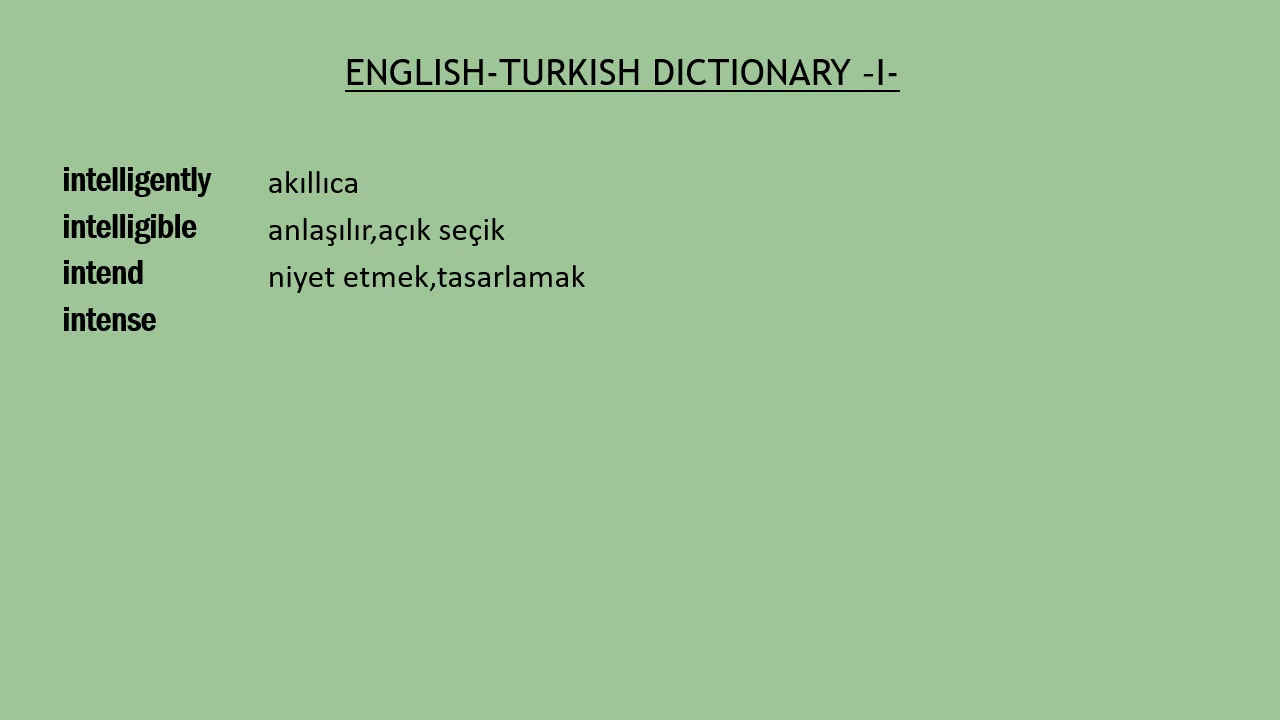 ENGLISH-TURKISH DICTIONARY –I-
intelligently akıllıca
intelligible anlaşılır,açık seçik
intend niyet etmek,tasarlamak
intense